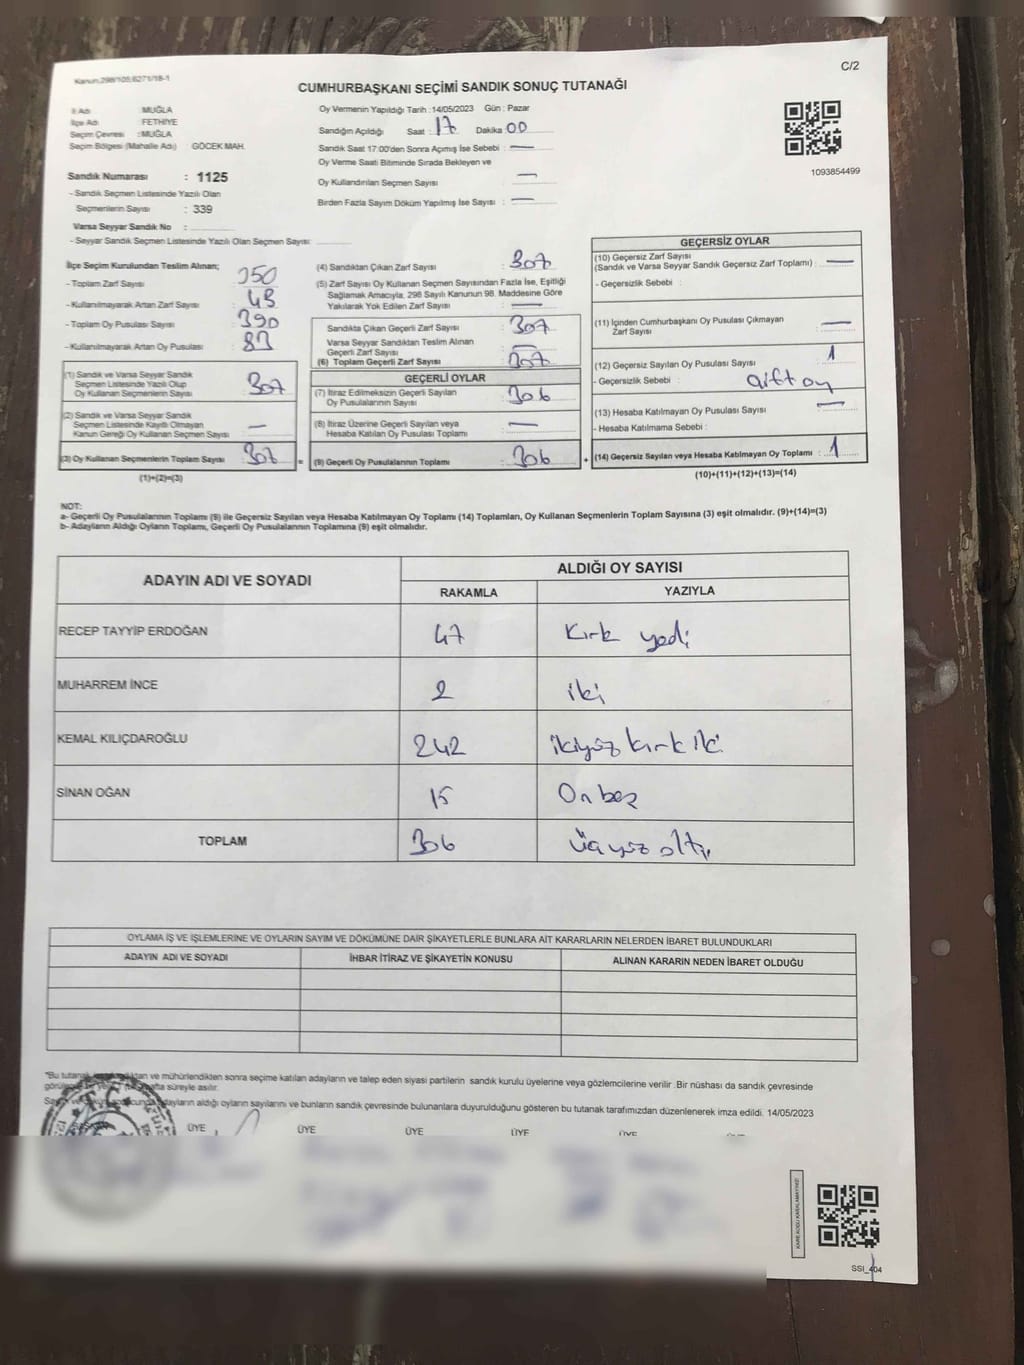 Kanun:298/105,6271/18-1
C/2
CUMHURBAŞKANI SEÇİMİ SANDIK SONUÇ TUTANAĞI
İl Adı : MUĞLA
İlçe Adı : FETHİYE
Seçim Çevresi : MUĞLA
Seçim Bölgesi (Mahalle Adı) : GÖCEK MAH.
Oy Vermenin Yapıldığı Tarih : 14/05/2023 Gün : Pazar
Sandığın Açıldığı Saat : 17 Dakika : 00
Sandık Saat 17:00'den Sonra Açımış İse Sebebi : —
Oy Verme Saati Bitiminde Sırada Bekleyen ve
Oy Kullandırılan Seçmen Sayısı : —
Birden Fazla Sayım Döküm Yapılmış İse Sayısı : —
1093854499
Sandık Numarası : 1125
- Sandık Seçmen Listesinde Yazılı Olan
Seçmenlerin Sayısı : 339
Varsa Seyyar Sandık No :
- Seyyar Sandık Seçmen Listesinde Yazılı Olan Seçmen Sayısı:
İlçe Seçim Kurulundan Teslim Alınan;
- Toplam Zarf Sayısı : 350
- Kullanılmayarak Artan Zarf Sayısı : 43
- Toplam Oy Pusulası Sayısı : 390
- Kullanılmayarak Artan Oy Pusulası : 83
(1) Sandık ve Varsa Seyyar Sandık
Seçmen Listesinde Yazılı Olup
Oy Kullanan Seçmenlerin Sayısı : 307
(2) Sandık ve Varsa Seyyar Sandık
Seçmen Listesinde Kayıtlı Olmayan
Kanun Gereği Oy Kullanan Seçmen Sayısı : —
(3) Oy Kullanan Seçmenlerin Toplam Sayısı : 307
(1)+(2)=(3)
(4) Sandıktan Çıkan Zarf Sayısı : 307
(5) Zarf Sayısı Oy Kullanan Seçmen Sayısından Fazla İse, Eşitliği
Sağlamak Amacıyla, 298 Sayılı Kanunun 98. Maddesine Göre
Yakılarak Yok Edilen Zarf Sayısı : —
Sandıkta Çıkan Geçerli Zarf Sayısı : 307
Varsa Seyyar Sandıktan Teslim Alınan
Geçerli Zarf Sayısı : —
(6) Toplam Geçerli Zarf Sayısı : 307
GEÇERLİ OYLAR
(7) İtiraz Edilmeksizin Geçerli Sayılan
Oy Pusulalarının Sayısı : 306
(8) İtiraz Üzerine Geçerli Sayılan veya
Hesaba Katılan Oy Pusulası Toplamı : —
= (9) Geçerli Oy Pusulalarının Toplamı : 306
GEÇERSİZ OYLAR
(10) Geçersiz Zarf Sayısı
(Sandık ve Varsa Seyyar Sandık Geçersiz Zarf Toplamı) : —
- Geçersizlik Sebebi :
(11) İçinden Cumhurbaşkanı Oy Pusulası Çıkmayan
Zarf Sayısı : —
(12) Geçersiz Sayılan Oy Pusulası Sayısı : 1
- Geçersizlik Sebebi : Çift oy
(13) Hesaba Katılmayan Oy Pusulası Sayısı : —
- Hesaba Katılmama Sebebi :
+ (14) Geçersiz Sayılan veya Hesaba Katılmayan Oy Toplamı : 1
(10)+(11)+(12)+(13)=(14)
NOT:
a- Geçerli Oy Pusulalarının Toplamı (9) ile Geçersiz Sayılan veya Hesaba Katılmayan Oy Toplamı (14) Toplamları, Oy Kullanan Seçmenlerin Toplam Sayısına (3) eşit olmalıdır. (9)+(14)=(3)
b- Adayların Aldığı Oyların Toplamı, Geçerli Oy Pusulalarının Toplamına (9) eşit olmalıdır.
ADAYIN ADI VE SOYADI
ALDIĞI OY SAYISI
RAKAMLA YAZIYLA
RECEP TAYYİP ERDOĞAN 47 Kırk yedi
MUHARREM İNCE 2 iki
KEMAL KILIÇDAROĞLU 242 ikiyüz kırk iki
SİNAN OĞAN 15 On beş
TOPLAM 306 üçyüz altı
OYLAMA İŞ VE İŞLEMLERİNE VE OYLARIN SAYIM VE DÖKÜMÜNE DAİR ŞİKAYETLERLE BUNLARA AİT KARARLARIN NELERDEN İBARET BULUNDUKLARI
ADAYIN ADI VE SOYADI İHBAR İTİRAZ VE ŞİKAYETİN KONUSU ALINAN KARARIN NEDEN İBARET OLDUĞU
*Bu tutanak ve mühürlendikten sonra seçime katılan adayların ve talep eden siyasi partilerin sandık kurulu üyelerine veya gözlemcilerine verilir .Bir nüshası da sandık çevresinde
hafta süreyle asılır.
adayların aldığı oyların sayılarını ve bunların sandık çevresinde bulunanlara duyurulduğunu gösteren bu tutanak tarafımızdan düzenlenerek imza edildi. 14/05/2023
ÜYE ÜYE ÜYE ÜYE ÜYE
KAREKODU KARALAMAYINIZ!
SSI_404